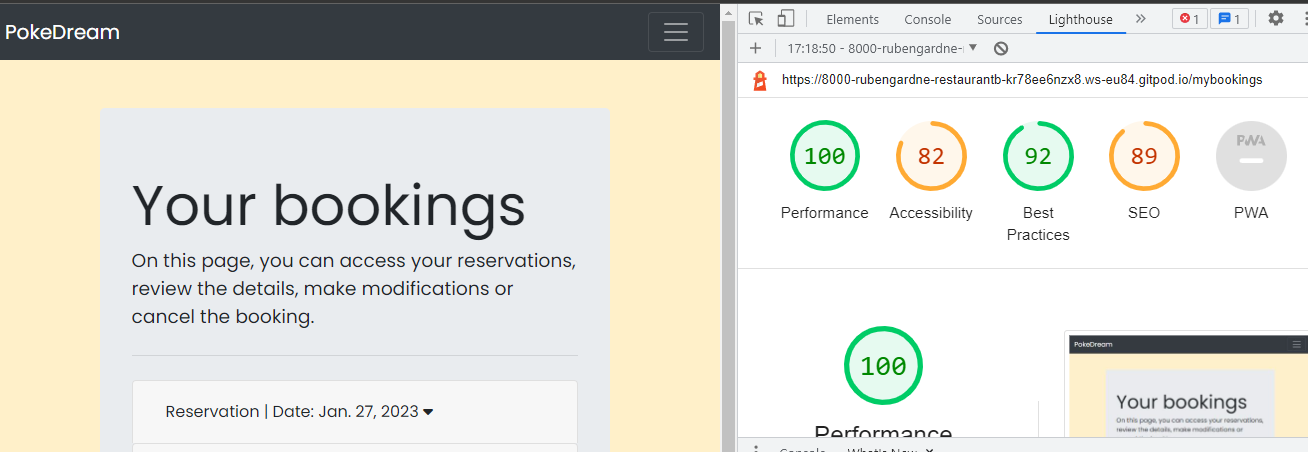 PokeDream
Your bookings
On this page, you can access your reservations,
review the details, make modifications or
cancel the booking.
Reservation | Date: Jan. 27, 2023
Elements Console Sources Lighthouse » 1 1
17:18:50 - 8000-rubengardne-
https://8000-rubengardne-restaurantb-kr78ee6nzx8.ws-eu84.gitpod.io/mybookings
100 82 92 89 PWA
Performance Accessibility Best Practices SEO PWA
100
Performance
PokeDream
Your bookings
On this page, you can access your reservations,
review the details, make modifications or
Console What's New ×